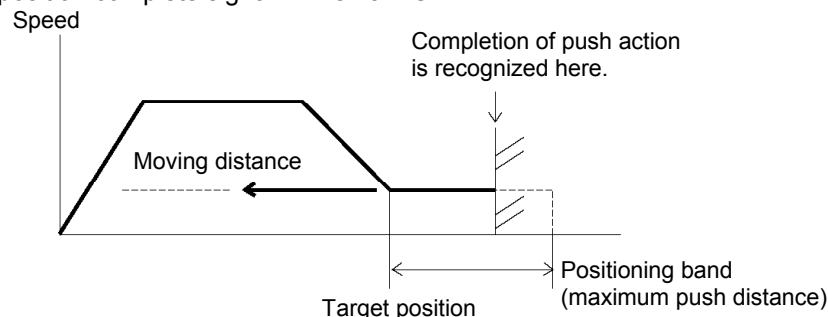 Speed
Completion of push action
is recognized here.
Moving distance
Positioning band
(maximum push distance)
Target position